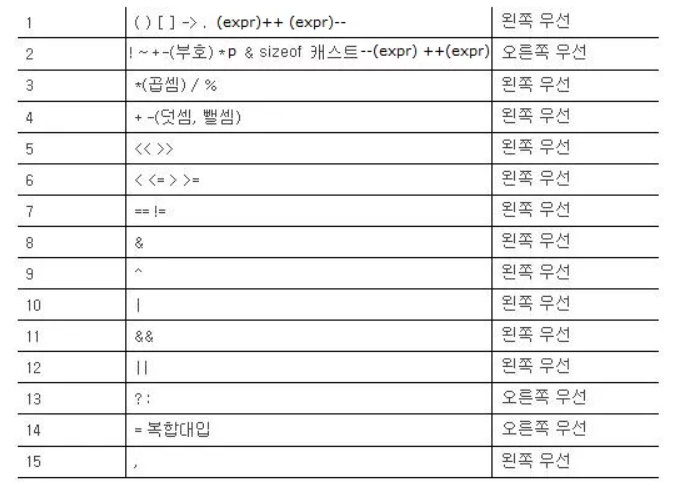 1 ( ) [ ] -> . (expr)++ (expr)-- 왼쪽 우선
2 ! ~ + -(부호) *p & sizeof 캐스트--(expr) ++(expr) 오른쪽 우선
3 *(곱셈) / % 왼쪽 우선
4 + -(덧셈, 뺄셈) 왼쪽 우선
5 << >> 왼쪽 우선
6 < <= > >= 왼쪽 우선
7 == != 왼쪽 우선
8 & 왼쪽 우선
9 ^ 왼쪽 우선
10 | 왼쪽 우선
11 && 왼쪽 우선
12 || 왼쪽 우선
13 ? : 오른쪽 우선
14 = 복합대입 오른쪽 우선
15 , 왼쪽 우선